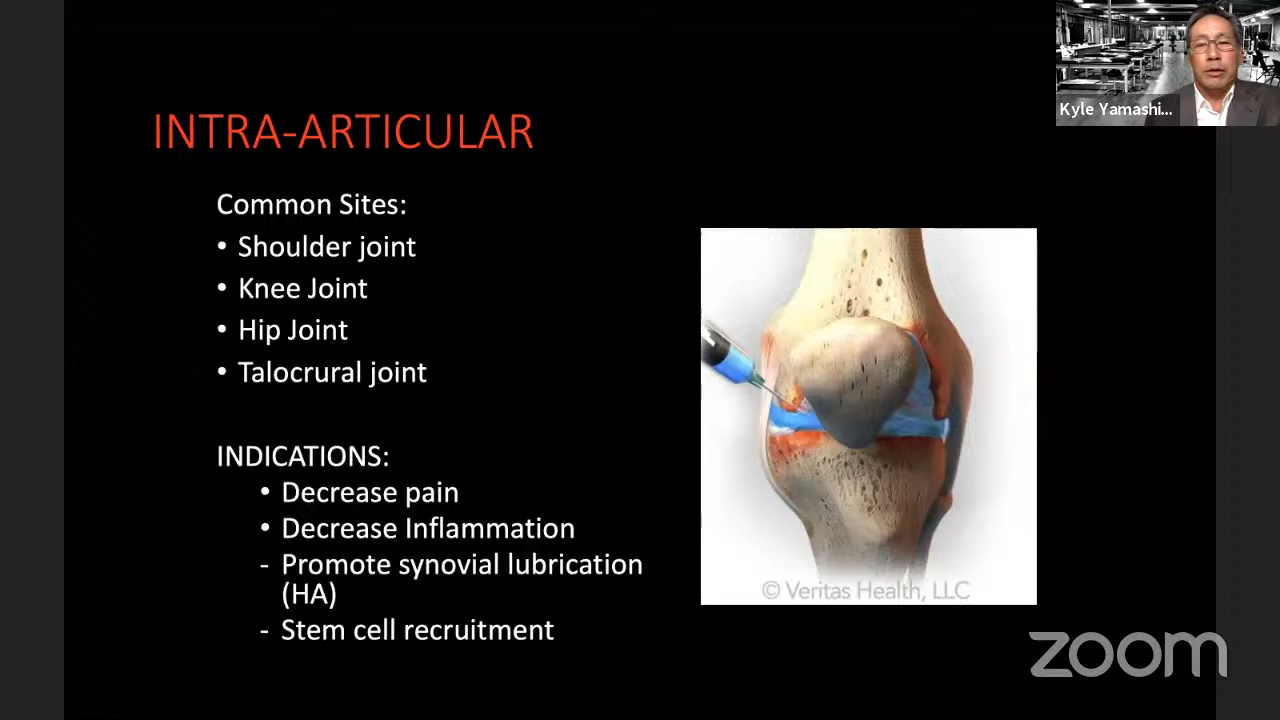 Kyle Yamashi...
INTRA-ARTICULAR
Common Sites:
• Shoulder joint
• Knee Joint
• Hip Joint
• Talocrural joint
INDICATIONS:
• Decrease pain
• Decrease Inflammation
- Promote synovial lubrication
(HA)
- Stem cell recruitment
© Veritas Health, LLC
zoom